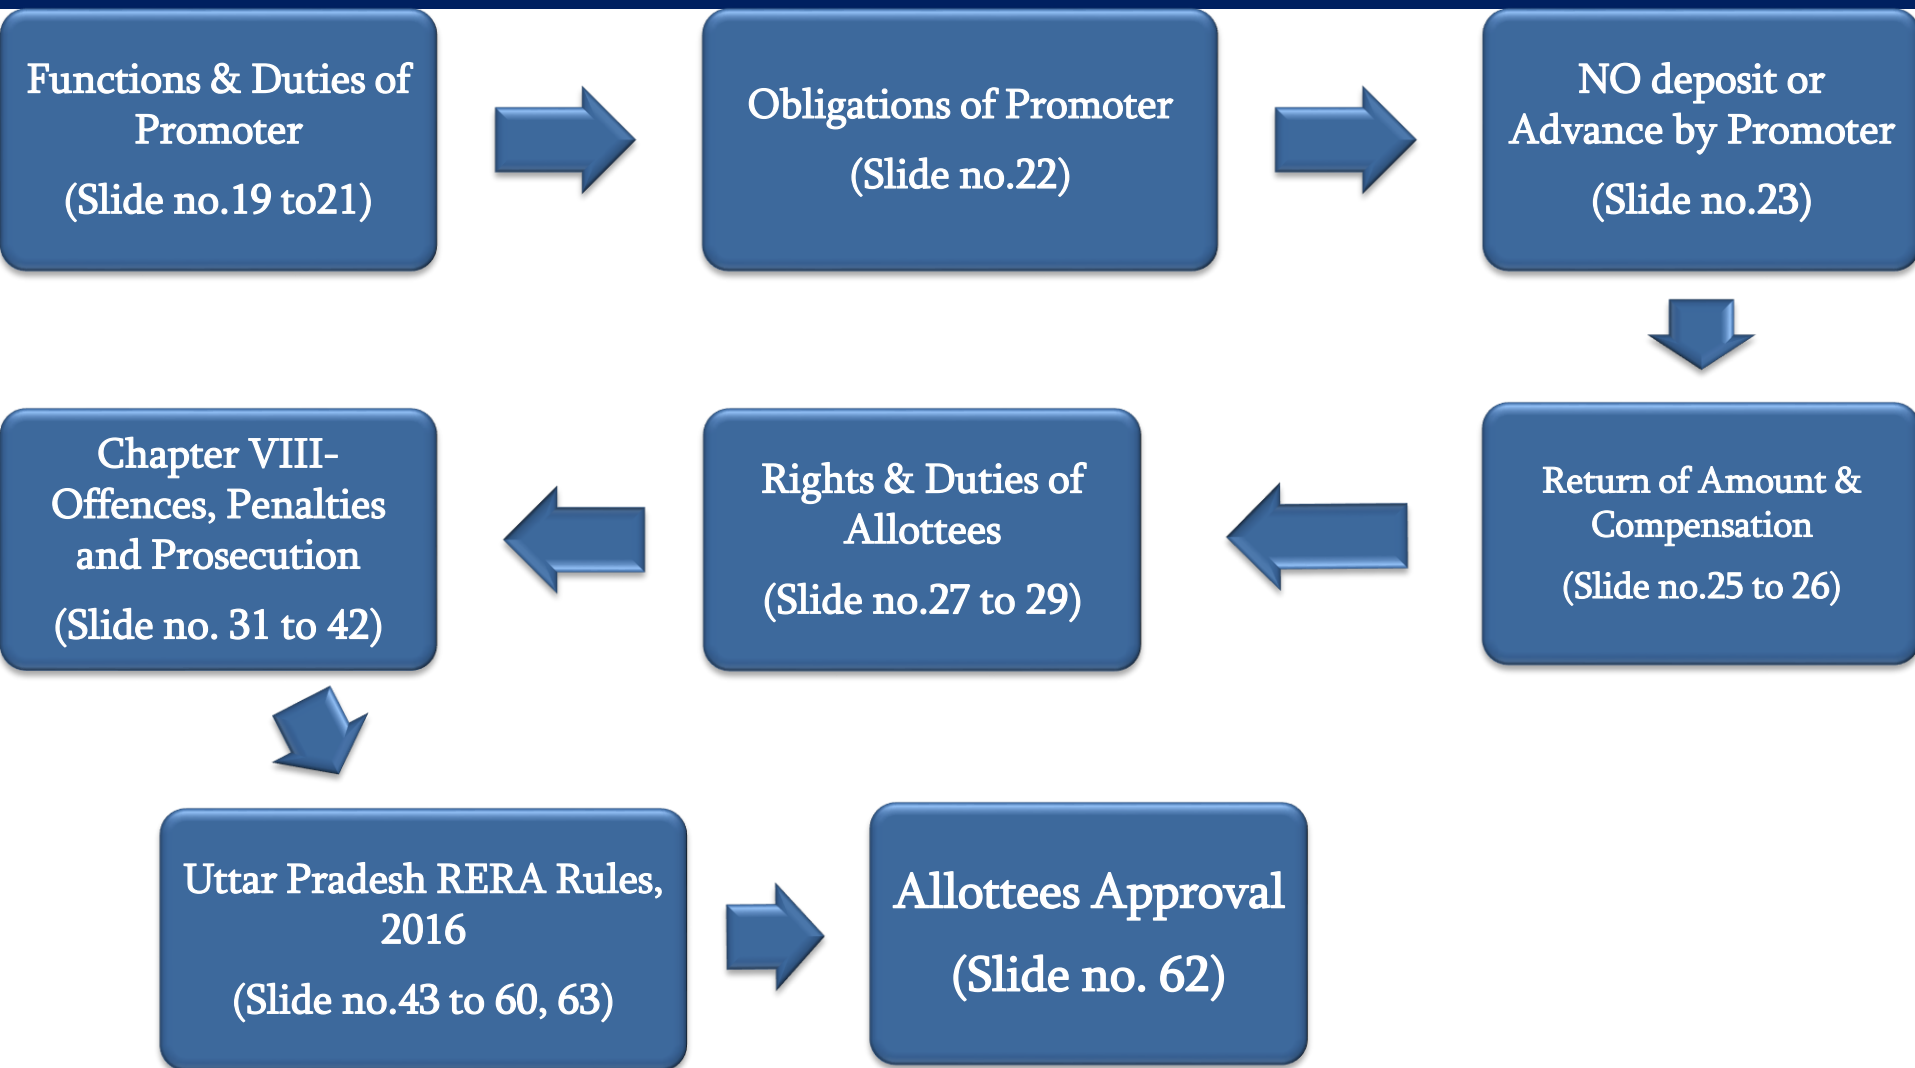 Functions & Duties of
Promoter
(Slide no.19 to21)
Obligations of Promoter
(Slide no.22)
NO deposit or
Advance by Promoter
(Slide no.23)
Return of Amount &
Compensation
(Slide no.25 to 26)
Rights & Duties of
Allottees
(Slide no.27 to 29)
Chapter VIII-
Offences, Penalties
and Prosecution
(Slide no. 31 to 42)
Uttar Pradesh RERA Rules,
2016
(Slide no.43 to 60, 63)
Allottees Approval
(Slide no. 62)